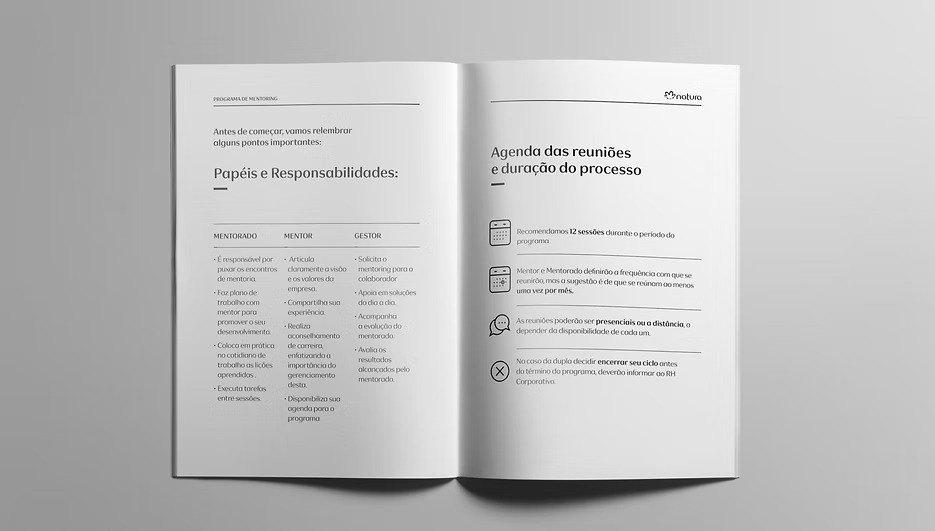 PROGRAMA DE MENTORING
Antes de começar, vamos relembrar
alguns pontos importantes:
Papéis e Responsabilidades:
MENTORADO
• É responsável por
puxar os encontros
de mentoria.
• Faz plano de
trabalho com
mentor para
promover a seu
desenvolvimento.
• Coloca em prática
no cotidiano de
trabalho as lições
aprendidas .
• Executa tarefas
entre sessões.
MENTOR
• Articula
claramente a visão
e os valores da
empresa.
• Compartilha sua
experiência.
• Realiza
aconselhamento
de carreira,
enfatizando a
importância do
gerenciamento
desta.
• Disponibiliza sua
agenda para o
programa
GESTOR
• Solicita o
mentoring para o
colaborador
• Apoia em soluções
do dia a dia.
• Acompanha
a evolução do
mentorado.
• Avalia os
resultados
alcançados pelo
mentorado.
natura
Agenda das reuniões
e duração do processo
Recomendamos 12 sessões durante o período do
programa
Mentor e Mentorado definirão a frequência com que se
reunirão, mas a sugestão é de que se reúnam ao menos
uma vez por mês.
As reuniões poderão ser presenciais ou a distância, a
depender da disponibilidade de cada um.
No caso da dupla decidir encerrar seu ciclo antes
do término do programa, deverão informar ao RH
Corporativo.